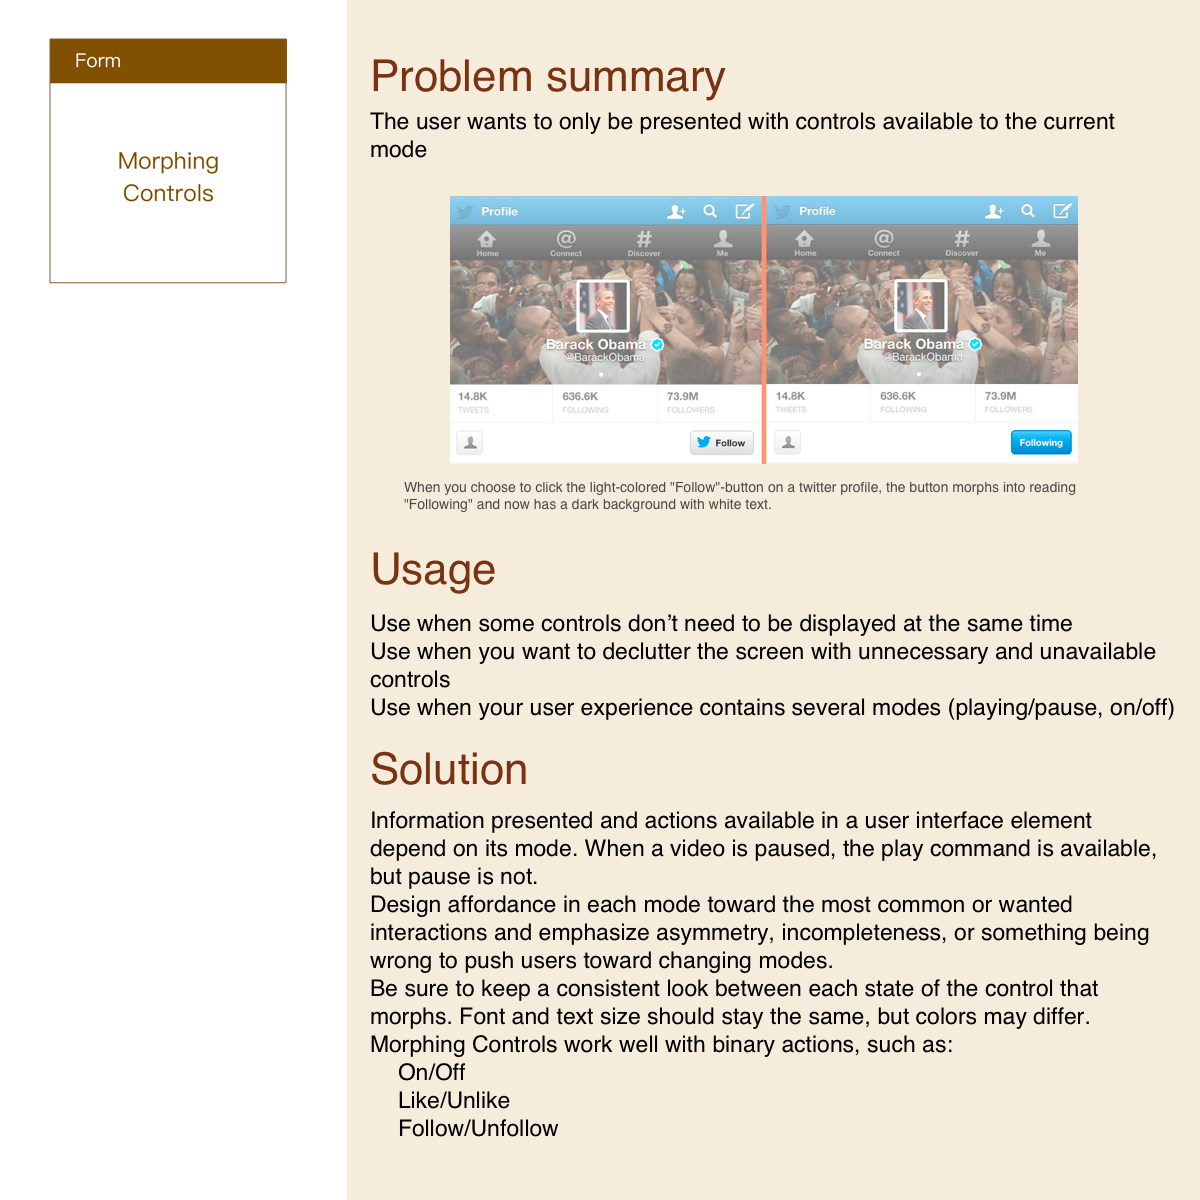 Form
Morphing
Controls
Problem summary
The user wants to only be presented with controls available to the current
mode
Profile
Home
Connect
Discover
Me
Barack Obama
@BarackObama
14.8K
636.6K
73.9M
TWEETS
FOLLOWING
FOLLOWERS
Follow
Profile
Home
Connect
Discover
Me
Barack Obama
@BarackObama
14.8K
636.6K
73.9M
TWEETS
FOLLOWING
FOLLOWERS
Following
When you choose to click the light-colored "Follow"-button on a twitter profile, the button morphs into reading
"Following" and now has a dark background with white text.
Usage
Use when some controls don’t need to be displayed at the same time
Use when you want to declutter the screen with unnecessary and unavailable
controls
Use when your user experience contains several modes (playing/pause, on/off)
Solution
Information presented and actions available in a user interface element
depend on its mode. When a video is paused, the play command is available,
but pause is not.
Design affordance in each mode toward the most common or wanted
interactions and emphasize asymmetry, incompleteness, or something being
wrong to push users toward changing modes.
Be sure to keep a consistent look between each state of the control that
morphs. Font and text size should stay the same, but colors may differ.
Morphing Controls work well with binary actions, such as:
On/Off
Like/Unlike
Follow/Unfollow